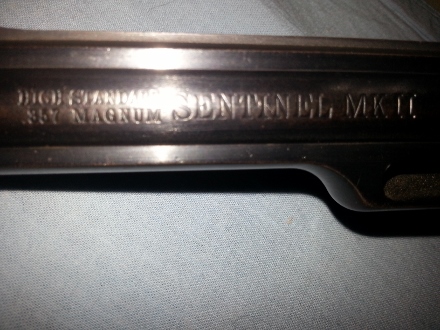 HIGH STANDARD
.357 MAGNUM
SENTINEL MK II